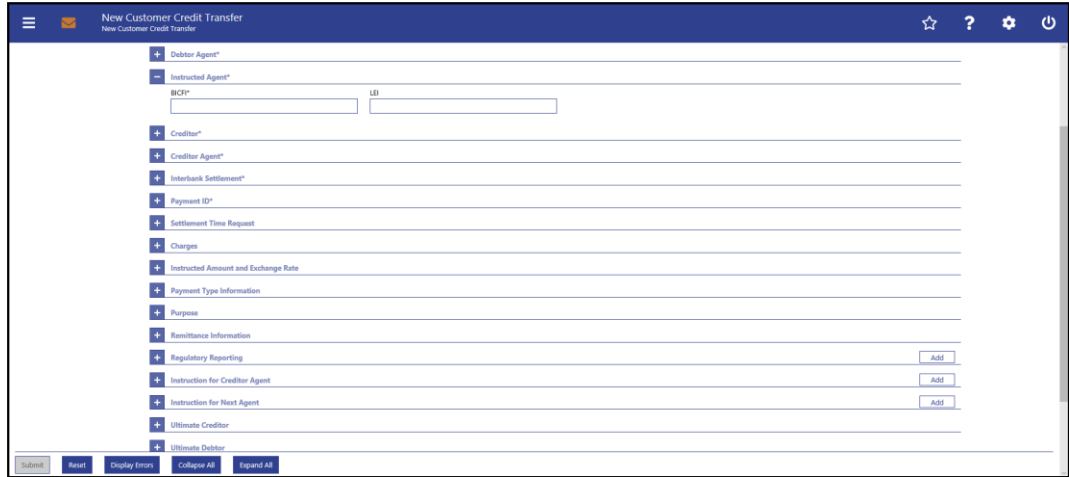 New Customer Credit Transfer
New Customer Credit Transfer
Debtor Agent*
Instructed Agent*
BICFI* LEI
Creditor*
Creditor Agent*
Interbank Settlement*
Payment ID*
Settlement Time Request
Charges
Instructed Amount and Exchange Rate
Payment Type Information
Purpose
Remittance Information
Regulatory Reporting Add
Instruction for Creditor Agent Add
Instruction for Next Agent Add
Ultimate Creditor
Ultimate Debtor
Submit Reset Display Errors Collapse All Expand All